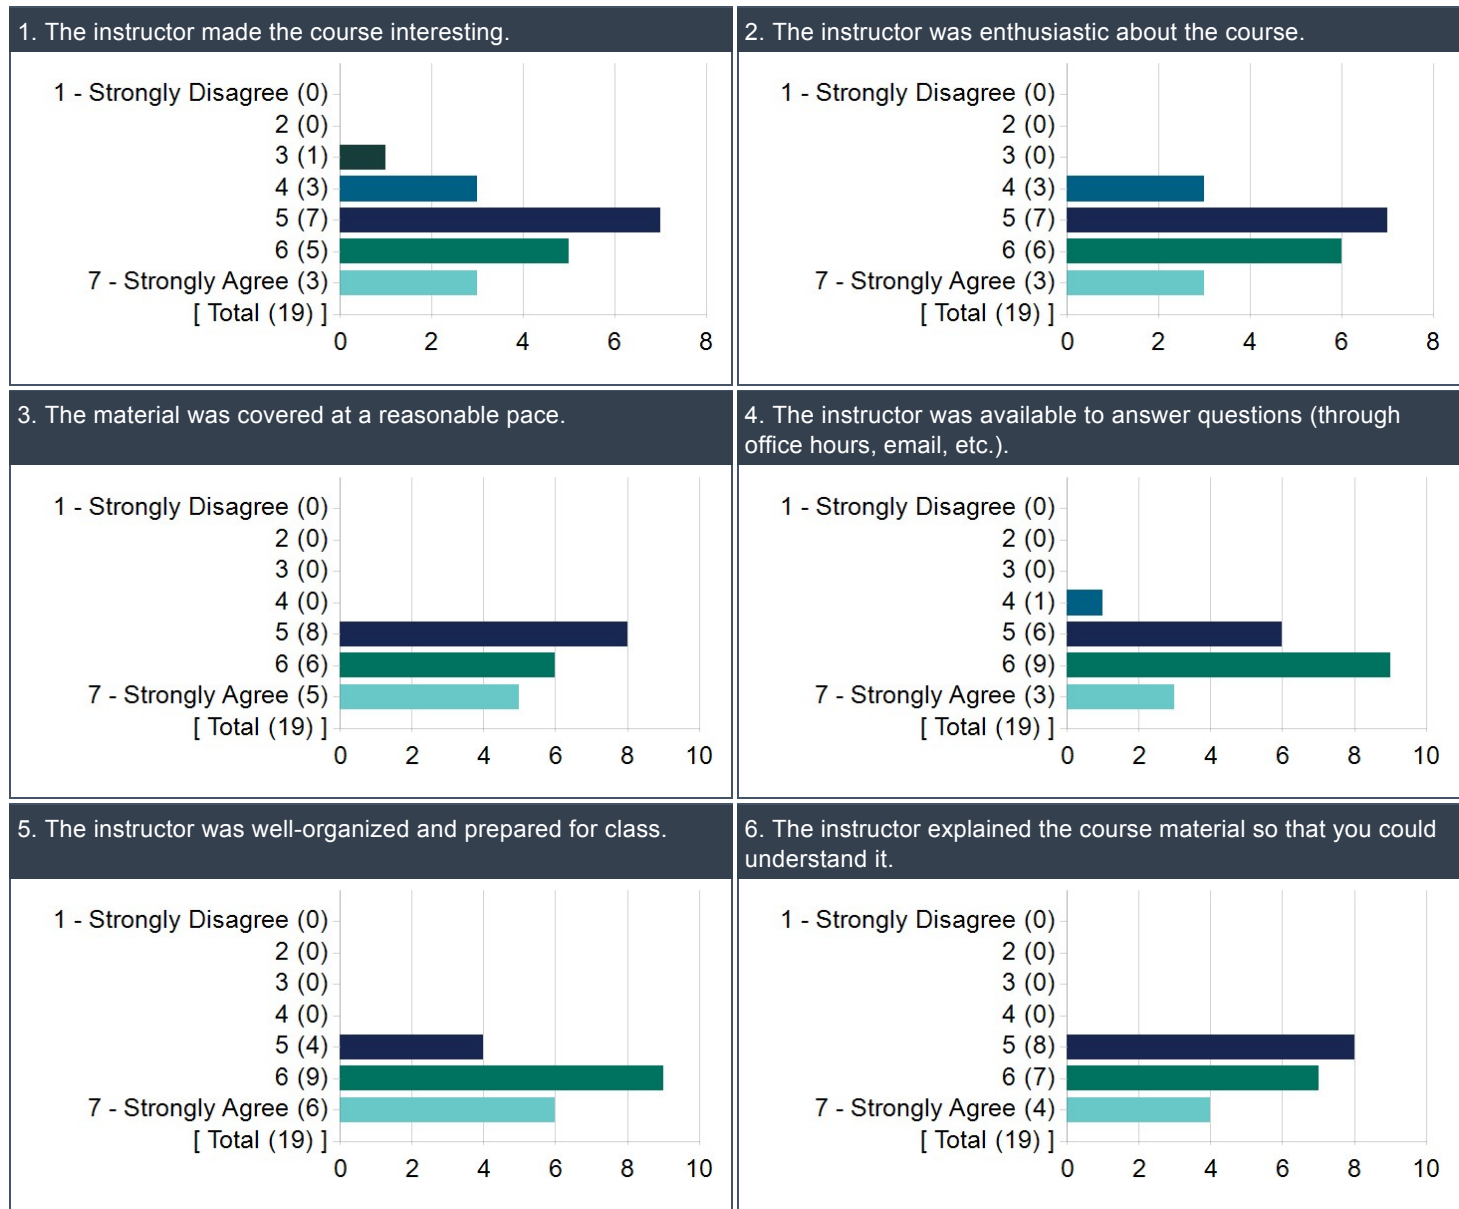 1. The instructor made the course interesting.
1 - Strongly Disagree (0)
2 (0)
3 (1)
4 (3)
5 (7)
6 (5)
7 - Strongly Agree (3)
[ Total (19) ]
0 2 4 6 8
2. The instructor was enthusiastic about the course.
1 - Strongly Disagree (0)
2 (0)
3 (0)
4 (3)
5 (7)
6 (6)
7 - Strongly Agree (3)
[ Total (19) ]
0 2 4 6 8
3. The material was covered at a reasonable pace.
1 - Strongly Disagree (0)
2 (0)
3 (0)
4 (0)
5 (8)
6 (6)
7 - Strongly Agree (5)
[ Total (19) ]
0 2 4 6 8 10
4. The instructor was available to answer questions (through
office hours, email, etc.).
1 - Strongly Disagree (0)
2 (0)
3 (0)
4 (1)
5 (6)
6 (9)
7 - Strongly Agree (3)
[ Total (19) ]
0 2 4 6 8 10
5. The instructor was well-organized and prepared for class.
1 - Strongly Disagree (0)
2 (0)
3 (0)
4 (0)
5 (4)
6 (9)
7 - Strongly Agree (6)
[ Total (19) ]
0 2 4 6 8 10
6. The instructor explained the course material so that you could
understand it.
1 - Strongly Disagree (0)
2 (0)
3 (0)
4 (0)
5 (8)
6 (7)
7 - Strongly Agree (4)
[ Total (19) ]
0 2 4 6 8 10